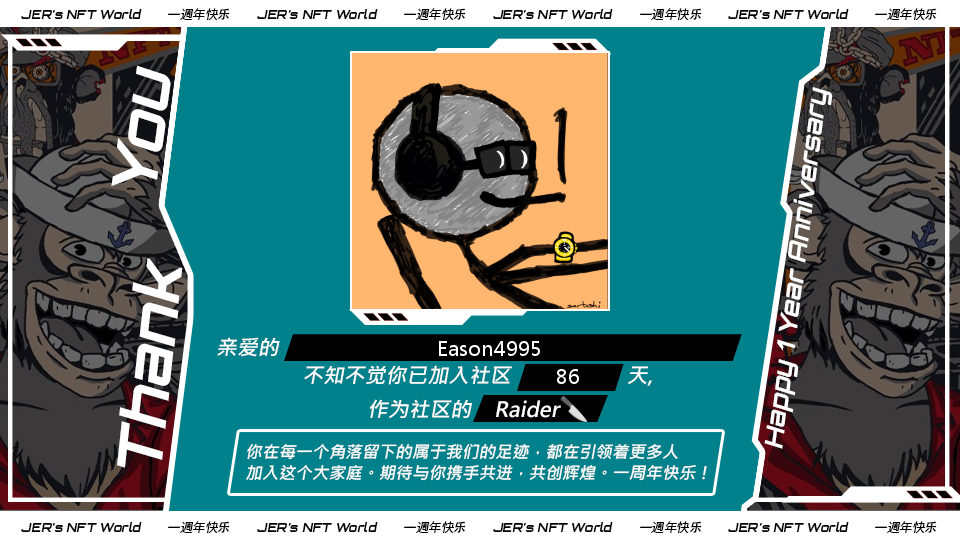 JER's NFT World 一週年快乐 JER's NFT World 一週年快乐 JER's NFT World 一週年快乐 JER's NFT World 一週年快乐
Thank You
Happy 1 Year Anniversary
亲爱的 Eason4995
不知不觉你已加入社区 86 天,
作为社区的 Raider
你在每一个角落留下的属于我们的足迹，都在引领着更多人
加入这个大家庭。期待与你携手共进，共创辉煌。一周年快乐！
JER's NFT World 一週年快乐 JER's NFT World 一週年快乐 JER's NFT World 一週年快乐 JER's NFT World 一週年快乐